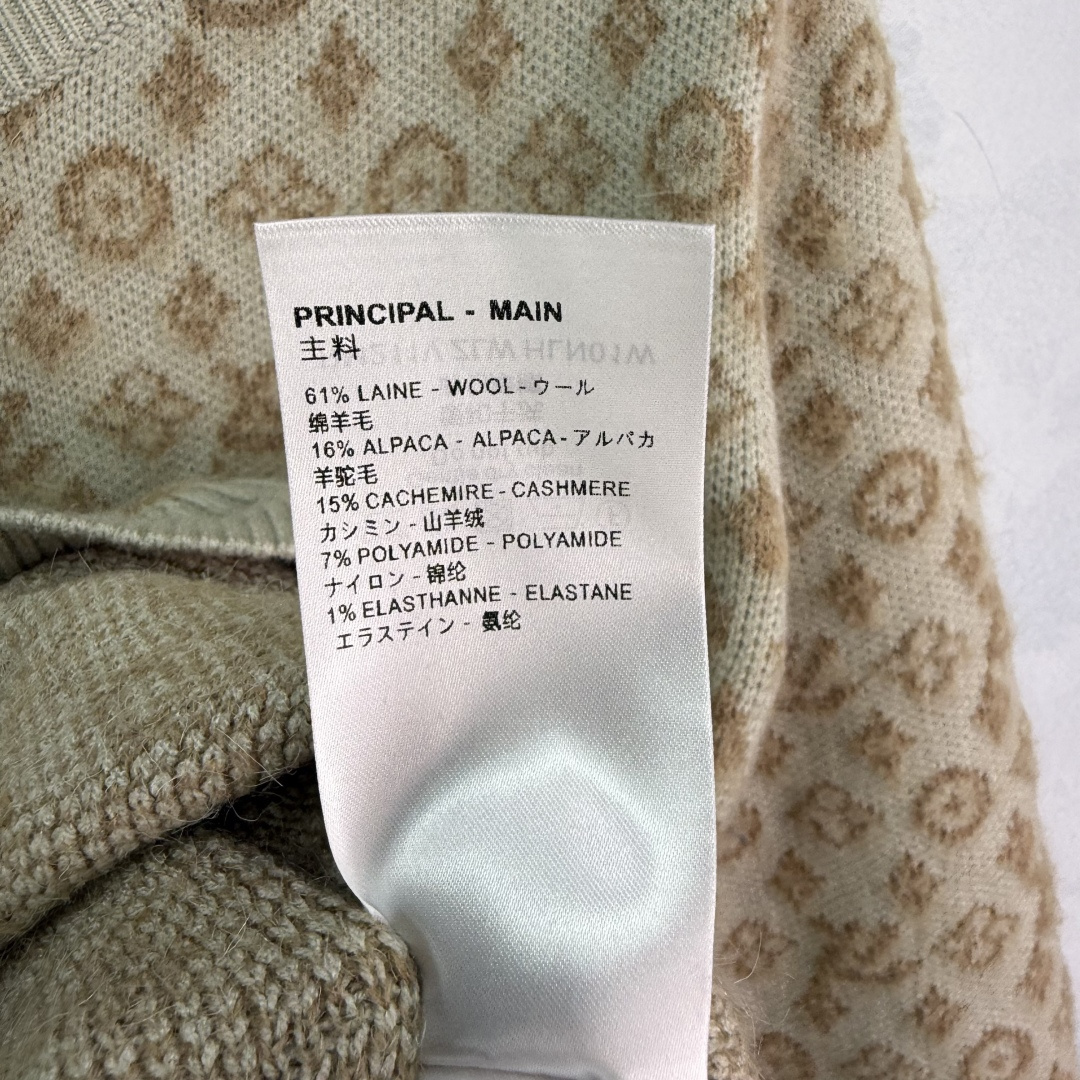 PRINCIPAL - MAIN
主料
61% LAINE - WOOL - ウール
绵羊毛
16% ALPACA - ALPACA - アルパカ
羊驼毛
15% CACHEMIRE - CASHMERE
カシミン - 山羊绒
7% POLYAMIDE - POLYAMIDE
ナイロン - 锦纶
1% ELASTHANNE - ELASTANE
エラステイン - 氨纶